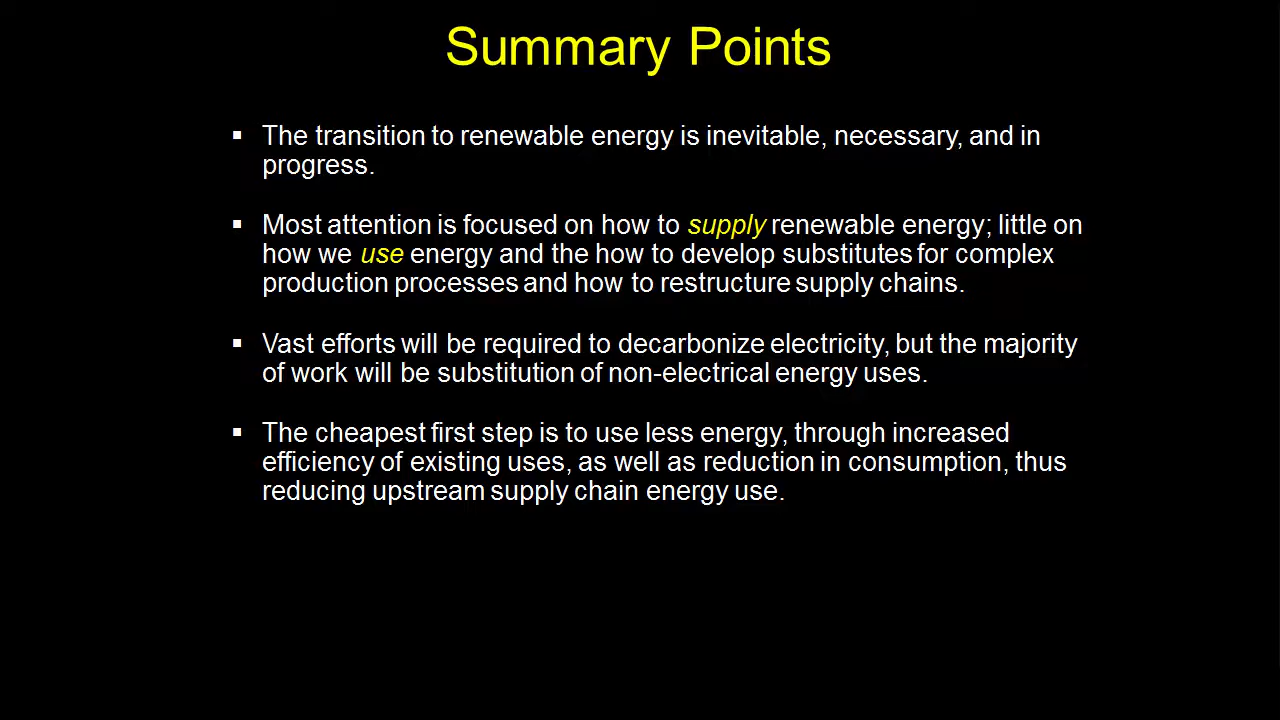 Summary Points
▪ The transition to renewable energy is inevitable, necessary, and in
progress.
▪ Most attention is focused on how to supply renewable energy; little on
how we use energy and the how to develop substitutes for complex
production processes and how to restructure supply chains.
▪ Vast efforts will be required to decarbonize electricity, but the majority
of work will be substitution of non-electrical energy uses.
▪ The cheapest first step is to use less energy, through increased
efficiency of existing uses, as well as reduction in consumption, thus
reducing upstream supply chain energy use.